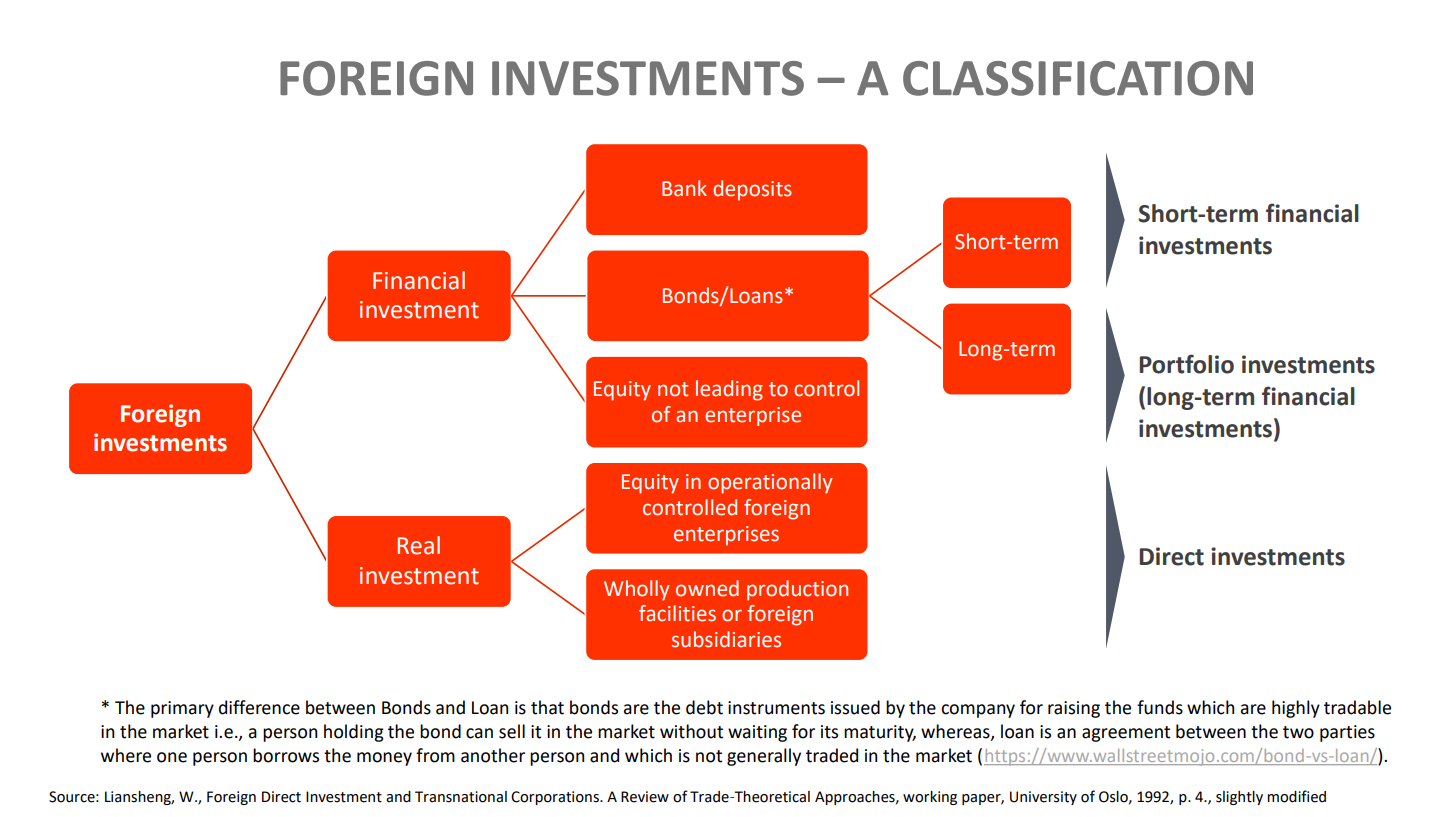 FOREIGN INVESTMENTS – A CLASSIFICATION
Foreign
investments
Financial
investment
Real
investment
Bank deposits
Bonds/Loans*
Equity not leading to control
of an enterprise
Equity in operationally
controlled foreign
enterprises
Wholly owned production
facilities or foreign
subsidiaries
Short-term
Long-term
Short-term financial
investments
Portfolio investments
(long-term financial
investments)
Direct investments
* The primary difference between Bonds and Loan is that bonds are the debt instruments issued by the company for raising the funds which are highly tradable
in the market i.e., a person holding the bond can sell it in the market without waiting for its maturity, whereas, loan is an agreement between the two parties
where one person borrows the money from another person and which is not generally traded in the market (https://www.wallstreetmojo.com/bond-vs-loan/).
Source: Liansheng, W., Foreign Direct Investment and Transnational Corporations. A Review of Trade-Theoretical Approaches, working paper, University of Oslo, 1992, p. 4., slightly modified